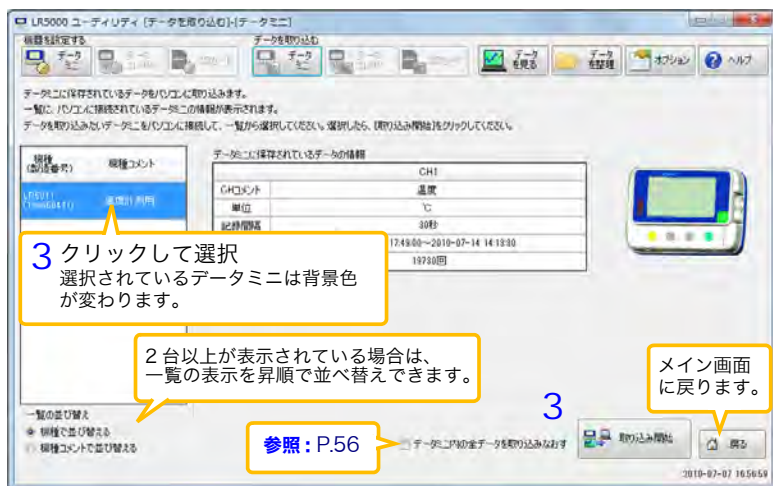 LR5000 ユーティリティ [データを取り込む]-[データミニ]
機器を設定する
データを取り込む
データミニ
データミニ
データを見る
データを整理
オプション
ヘルプ
データミニに保存されているデータをパソコンに取り込みます。
一覧に、パソコンに接続されているデータミニの情報が表示されます。
データを取り込みたいデータミニをパソコンに接続して、一覧から選択してください。選択したら、[取り込み開始]をクリックしてください。
機種(製造番号)
機種コメント
データミニに保存されているデータの情報
CH1
CHコメント
温度
単位
℃
記録間隔
30秒
17:49:00～2010-07-14 14:13:30
19730回
LR5011
温度計測用
3 クリックして選択
選択されているデータミニは背景色
が変わります。
2台以上が表示されている場合は、
一覧の表示を昇順で並べ替えできます。
メイン画面
に戻ります。
一覧の並び替え
機種で並び替える
機種コメントで並び替える
参照：P.56
データミニ内の全データを取り込みなおす
3
取り込み開始
戻る
2010-07-07 16:56:59